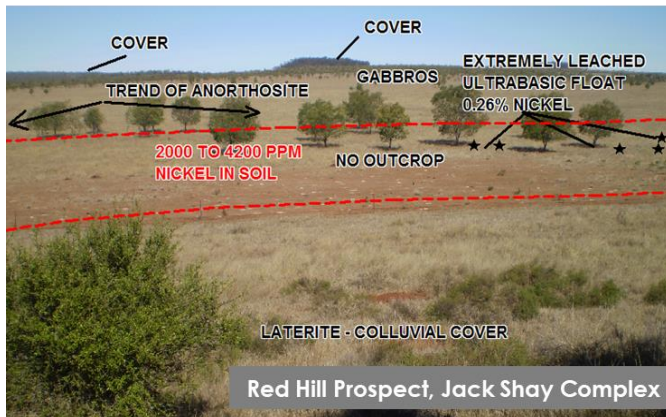 COVER
COVER
GABBROS
EXTREMELY LEACHED
ULTRABASIC FLOAT
0.26% NICKEL
TREND OF ANORTHOSITE
2000 TO 4200 PPM
NICKEL IN SOIL
NO OUTCROP
LATERITE - COLLUVIAL COVER
Red Hill Prospect, Jack Shay Complex